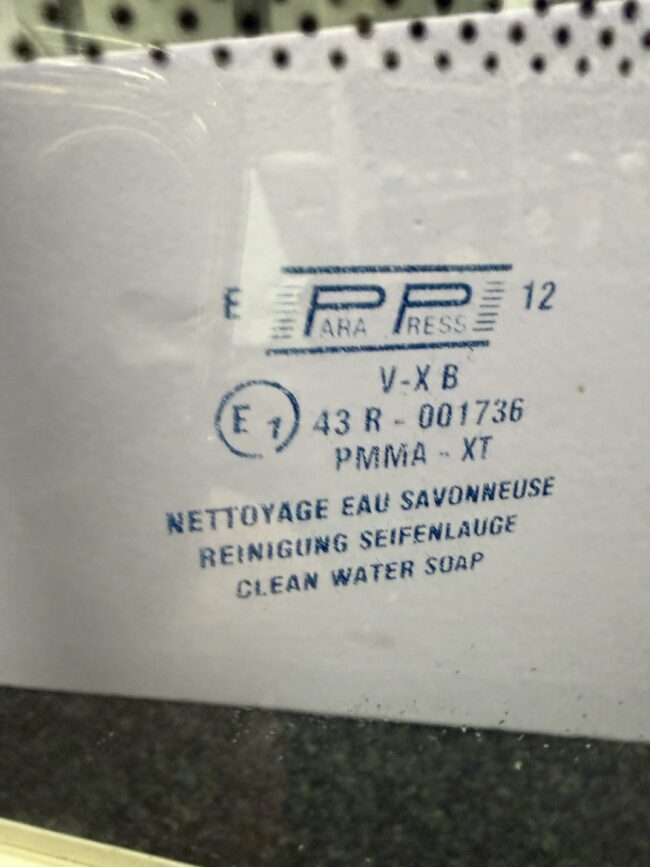 E PARA PRESS 12
V-X B
E 1 43 R - 001736
PMMA - XT
NETTOYAGE EAU SAVONNEUSE
REINIGUNG SEIFENLAUGE
CLEAN WATER SOAP